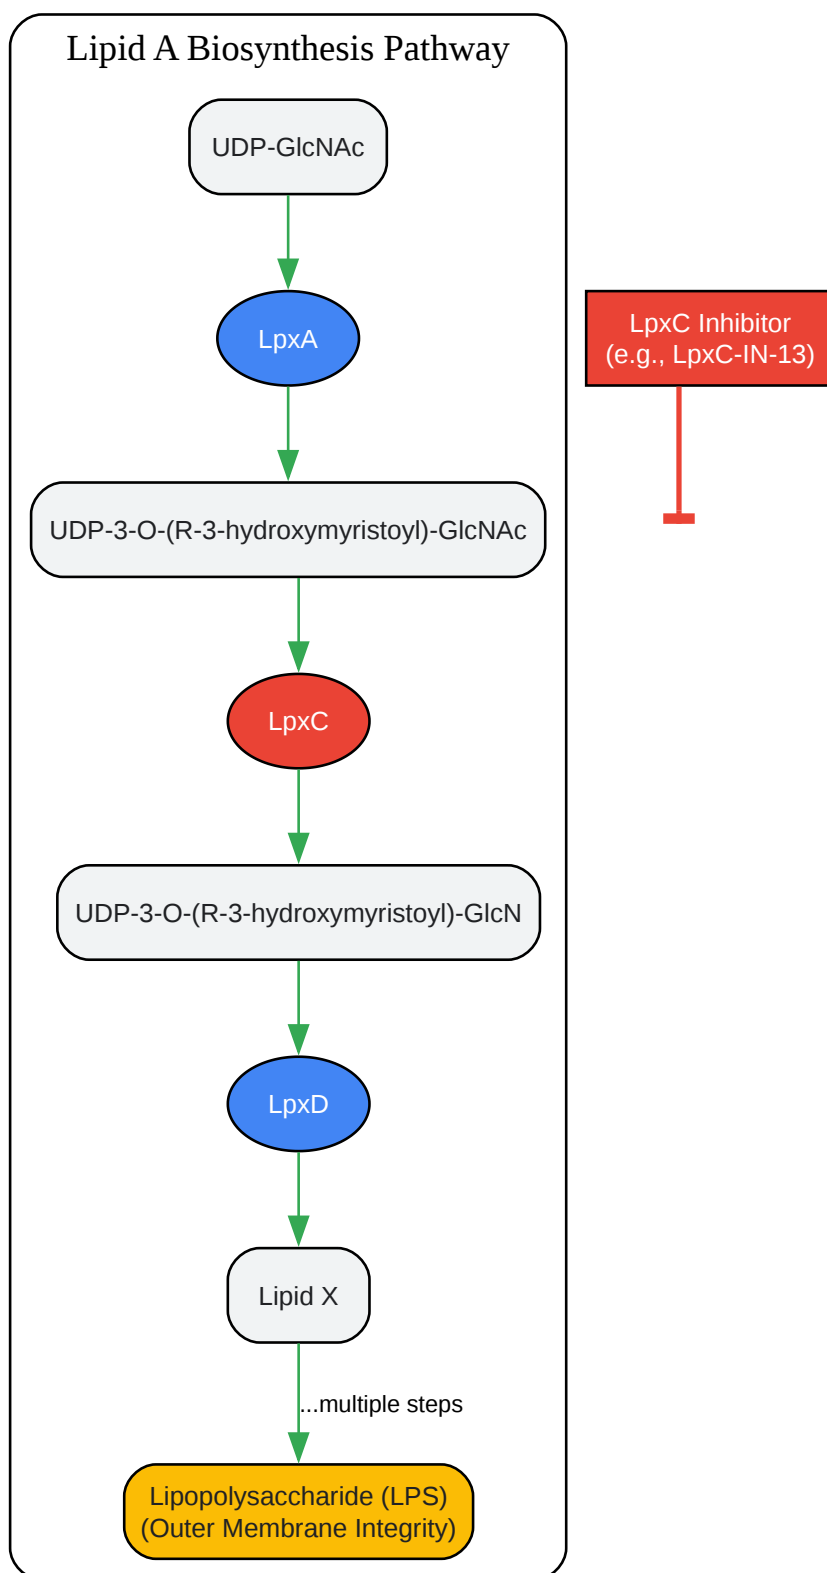 Lipid A Biosynthesis Pathway
UDP-GlcNAc
LpxA
LpxC Inhibitor
(e.g., LpxC-IN-13)
UDP-3-O-(R-3-hydroxymyristoyl)-GlcNAc
LpxC
UDP-3-O-(R-3-hydroxymyristoyl)-GlcN
LpxD
Lipid X
...multiple steps
Lipopolysaccharide (LPS)
(Outer Membrane Integrity)